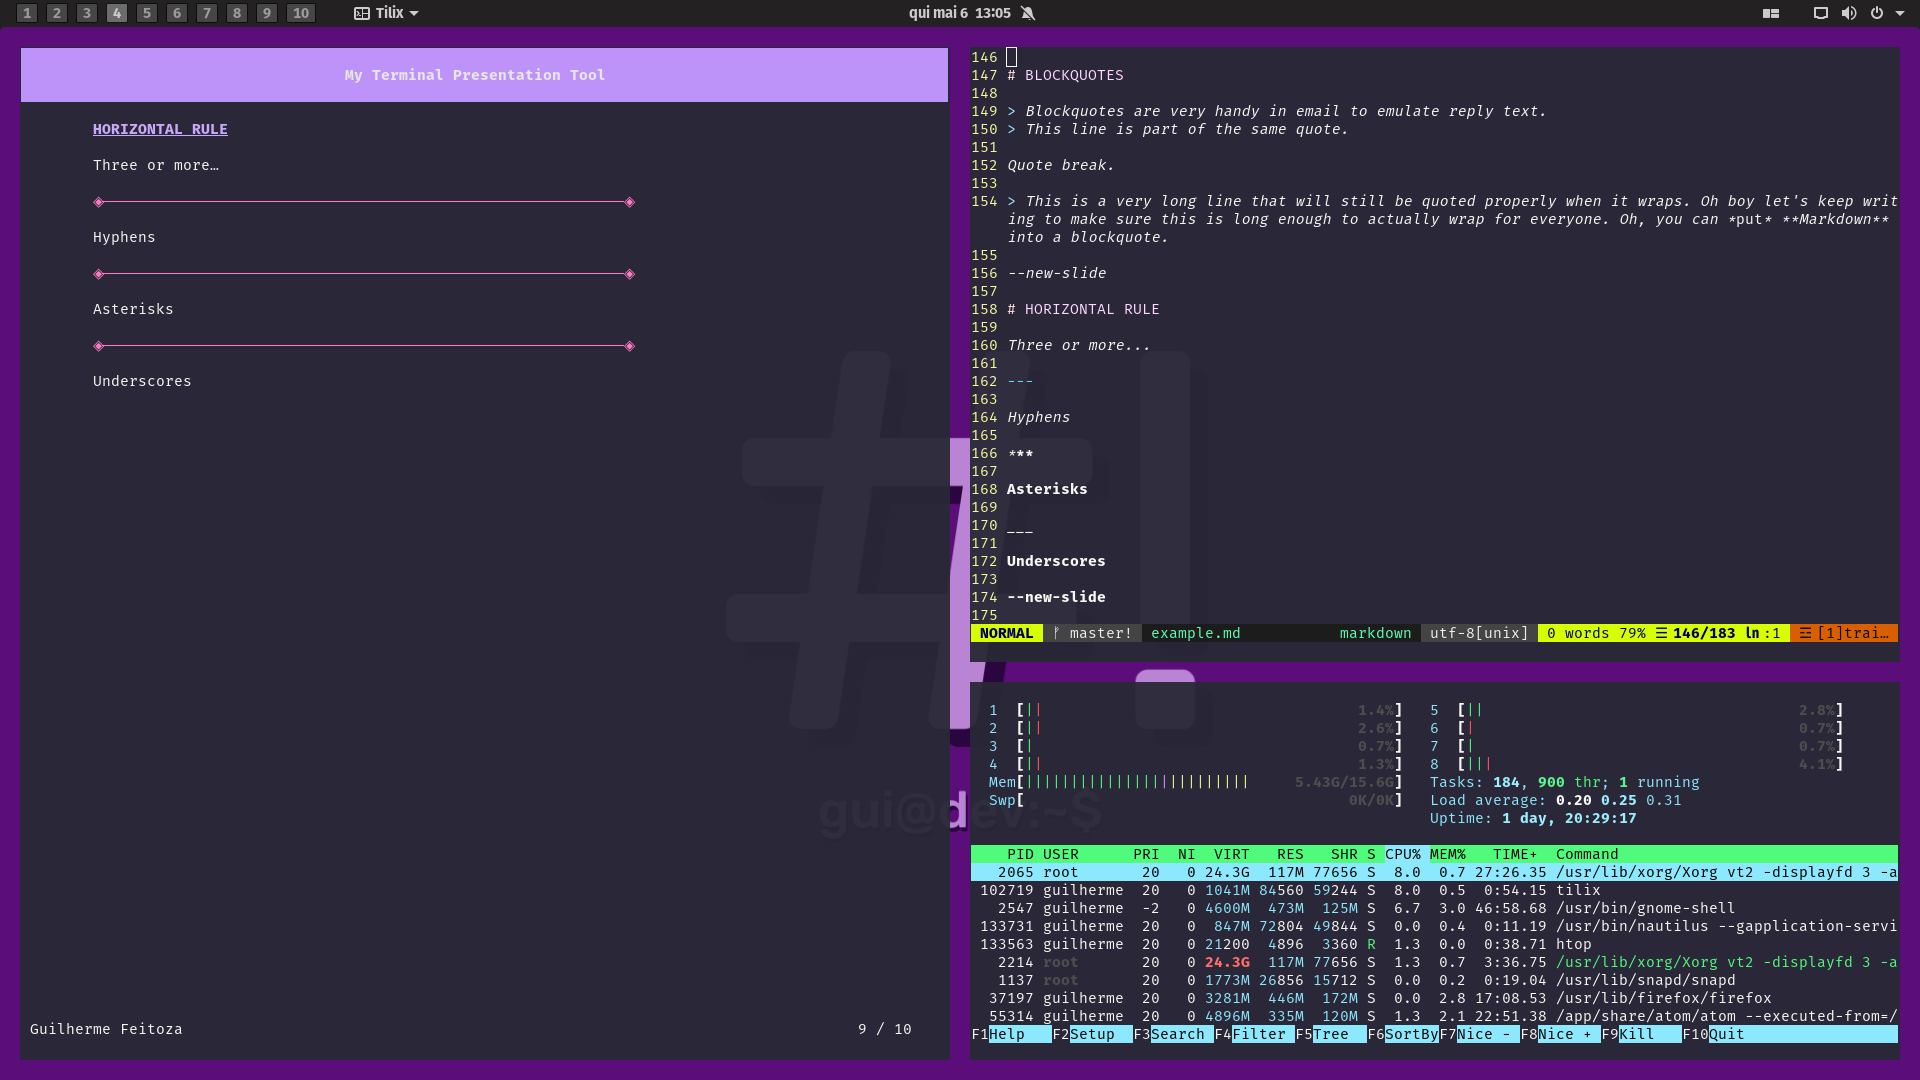 1 2 3 4 5 6 7 8 9 10 Tilix qui mai 6 13:05
My Terminal Presentation Tool
HORIZONTAL RULE
Three or more…
Hyphens
Asterisks
Underscores
Guilherme Feitoza 9 / 10
146
147 # BLOCKQUOTES
148
149 > Blockquotes are very handy in email to emulate reply text.
150 > This line is part of the same quote.
151
152 Quote break.
153
154 > This is a very long line that will still be quoted properly when it wraps. Oh boy let's keep writ
ing to make sure this is long enough to actually wrap for everyone. Oh, you can *put* **Markdown**
into a blockquote.
155
156 --new-slide
157
158 # HORIZONTAL RULE
159
160 Three or more...
161
162 ---
163
164 Hyphens
165
166 ***
167
168 Asterisks
169
170 ___
171
172 Underscores
173
174 --new-slide
175
NORMAL master! example.md markdown utf-8[unix] 0 words 79% ☰ 146/183 ln :1 ☲ [1]trai…
1 [|| 1.4%] 5 [|| 2.8%]
2 [|| 2.6%] 6 [| 0.7%]
3 [| 0.7%] 7 [| 0.7%]
4 [|| 1.3%] 8 [||| 4.1%]
Mem[||||||||||||||||||||||||| 5.43G/15.6G] Tasks: 184, 900 thr; 1 running
Swp[ 0K/0K] Load average: 0.20 0.25 0.31
Uptime: 1 day, 20:29:17
gui@dev:~$
PID USER PRI NI VIRT RES SHR S CPU% MEM% TIME+ Command
2065 root 20 0 24.3G 117M 77656 S 8.0 0.7 27:26.35 /usr/lib/xorg/Xorg vt2 -displayfd 3 -a
102719 guilherme 20 0 1041M 84560 59244 S 8.0 0.5 0:54.15 tilix
2547 guilherme -2 0 4600M 473M 125M S 6.7 3.0 46:58.68 /usr/bin/gnome-shell
133731 guilherme 20 0 847M 72804 49844 S 0.0 0.4 0:11.19 /usr/bin/nautilus --gapplication-servi
133563 guilherme 20 0 21200 4896 3360 R 1.3 0.0 0:38.71 htop
2214 root 20 0 24.3G 117M 77656 S 1.3 0.7 3:36.75 /usr/lib/xorg/Xorg vt2 -displayfd 3 -a
1137 root 20 0 1773M 26856 15712 S 0.0 0.2 0:19.04 /usr/lib/snapd/snapd
37197 guilherme 20 0 3281M 446M 172M S 0.0 2.8 17:08.53 /usr/lib/firefox/firefox
55314 guilherme 20 0 4896M 335M 120M S 1.3 2.1 22:51.38 /app/share/atom/atom --executed-from=/
F1Help F2Setup F3Search F4Filter F5Tree F6SortBy F7Nice - F8Nice + F9Kill F10Quit